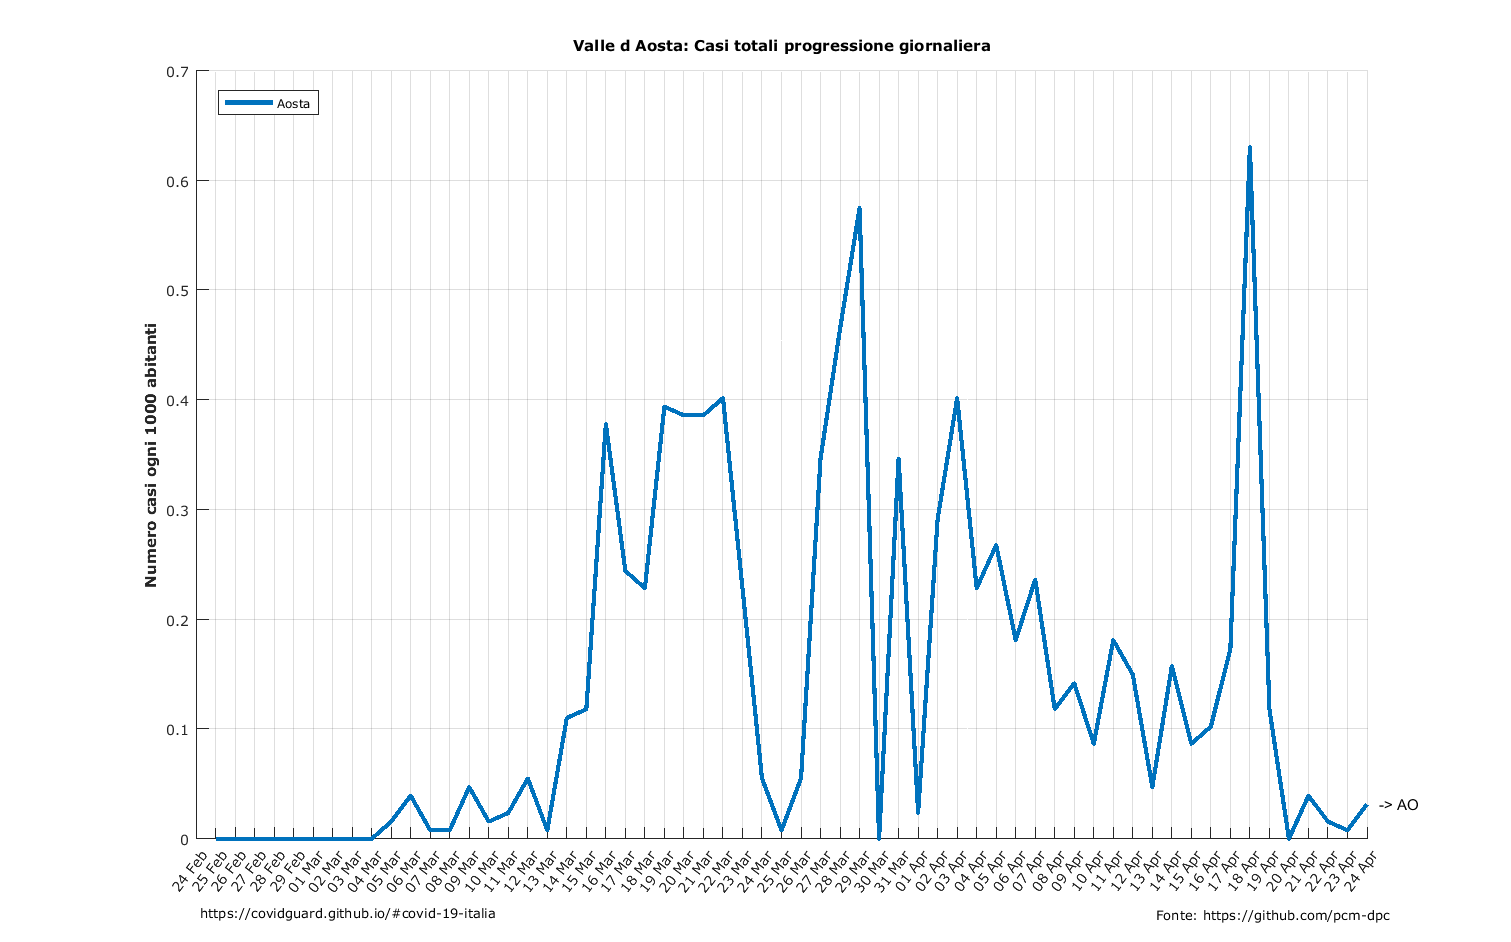 Valle d Aosta: Casi totali progressione giornaliera
Aosta
Numero casi ogni 1000 abitanti
0.7
0.6
0.5
0.4
0.3
0.2
0.1
0
-> AO
24 Feb
25 Feb
26 Feb
27 Feb
28 Feb
29 Feb
01 Mar
02 Mar
03 Mar
04 Mar
05 Mar
06 Mar
07 Mar
08 Mar
09 Mar
10 Mar
11 Mar
12 Mar
13 Mar
14 Mar
15 Mar
16 Mar
17 Mar
18 Mar
19 Mar
20 Mar
21 Mar
22 Mar
23 Mar
24 Mar
25 Mar
26 Mar
27 Mar
28 Mar
29 Mar
30 Mar
31 Mar
01 Apr
02 Apr
03 Apr
04 Apr
05 Apr
06 Apr
07 Apr
08 Apr
09 Apr
10 Apr
11 Apr
12 Apr
13 Apr
14 Apr
15 Apr
16 Apr
17 Apr
18 Apr
19 Apr
20 Apr
21 Apr
22 Apr
23 Apr
24 Apr
https://covidguard.github.io/#covid-19-italia
Fonte: https://github.com/pcm-dpc